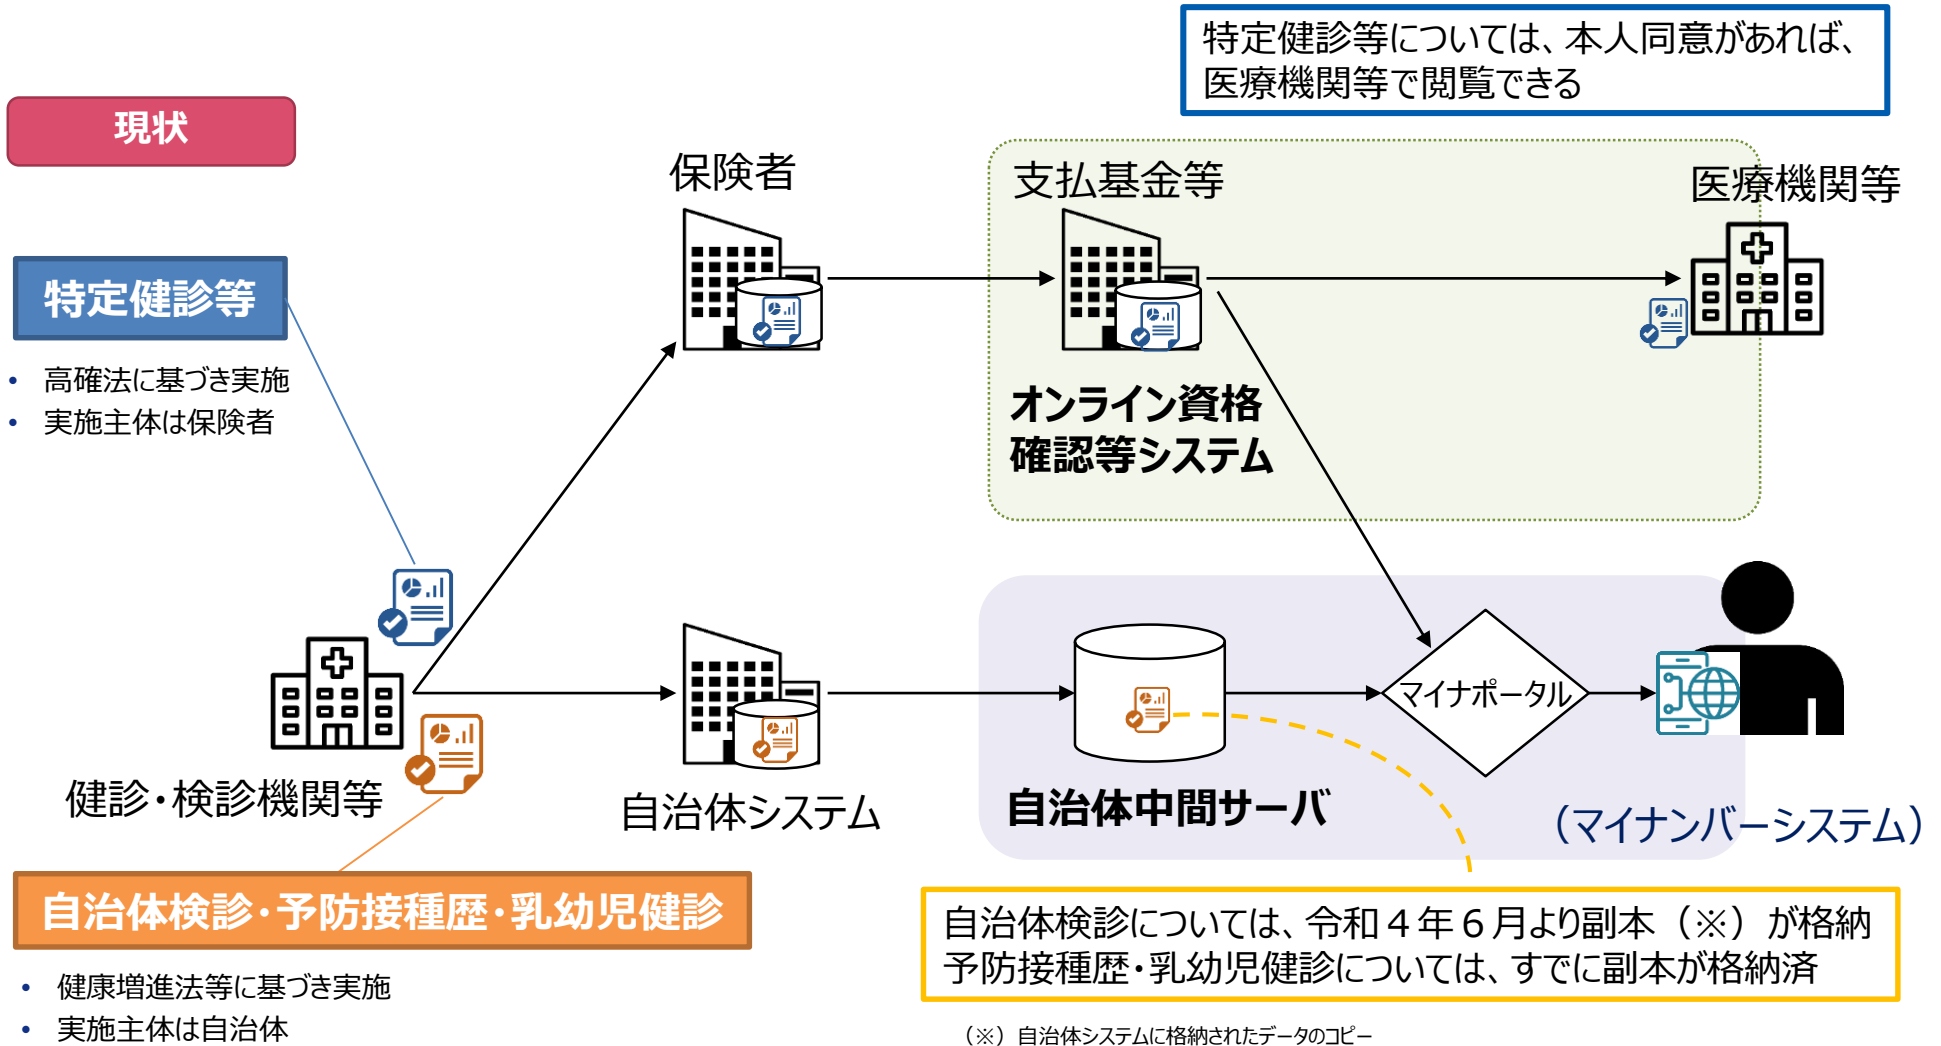 特定健診等については、本人同意があれば、
医療機関等で閲覧できる
現状
保険者
支払基金等
医療機関等
特定健診等
• 高確法に基づき実施
• 実施主体は保険者
オンライン資格
確認等システム
マイナポータル
健診・検診機関等
自治体システム
自治体中間サーバ
（マイナンバーシステム）
自治体検診・予防接種歴・乳幼児健診
• 健康増進法等に基づき実施
• 実施主体は自治体
自治体検診については、令和４年６月より副本（※）が格納
予防接種歴・乳幼児健診については、すでに副本が格納済
（※）自治体システムに格納されたデータのコピー